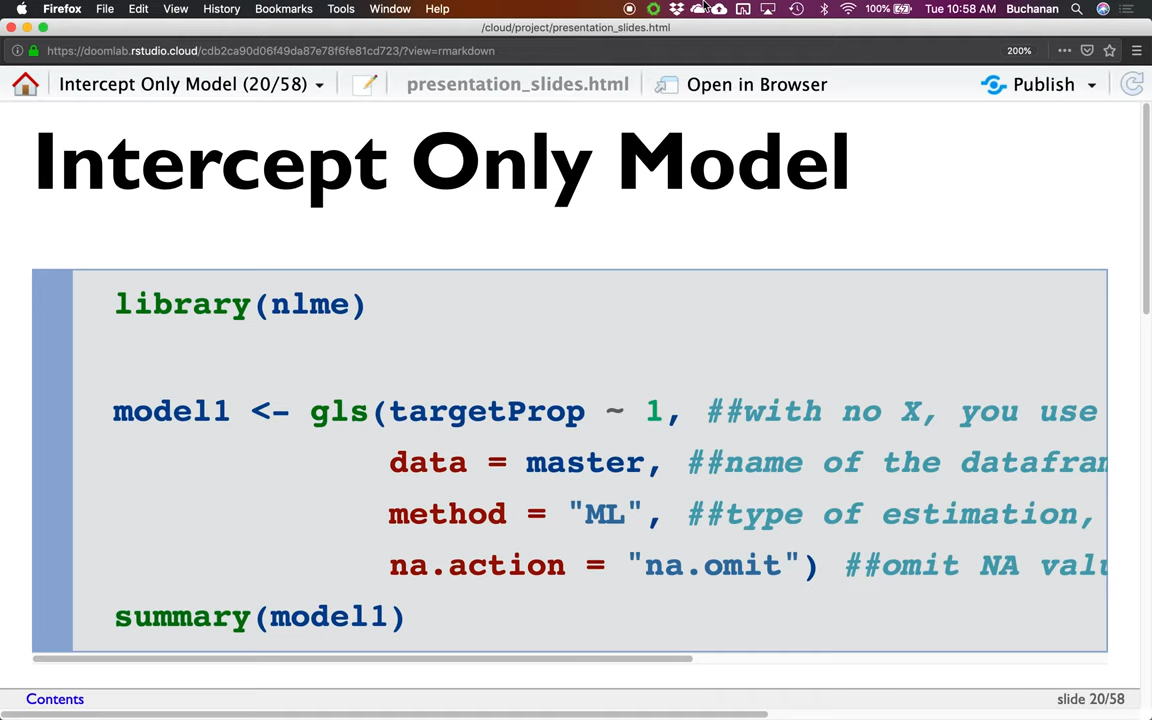 Firefox File Edit View History Bookmarks Tools Window Help 100% Tue 10:58 AM Buchanan
/cloud/project/presentation_slides.html
https://doomlab.rstudio.cloud/cdb2ca90d06f49da87e78f6fe81cd723/?view=rmarkdown 200%
Intercept Only Model (20/58) presentation_slides.html Open in Browser Publish
Intercept Only Model
library(nlme)
model1 <- gls(targetProp ~ 1, ##with no X, you use
data = master, ##name of the datafram
method = "ML", ##type of estimation,
na.action = "na.omit") ##omit NA valu
summary(model1)
Contents slide 20/58